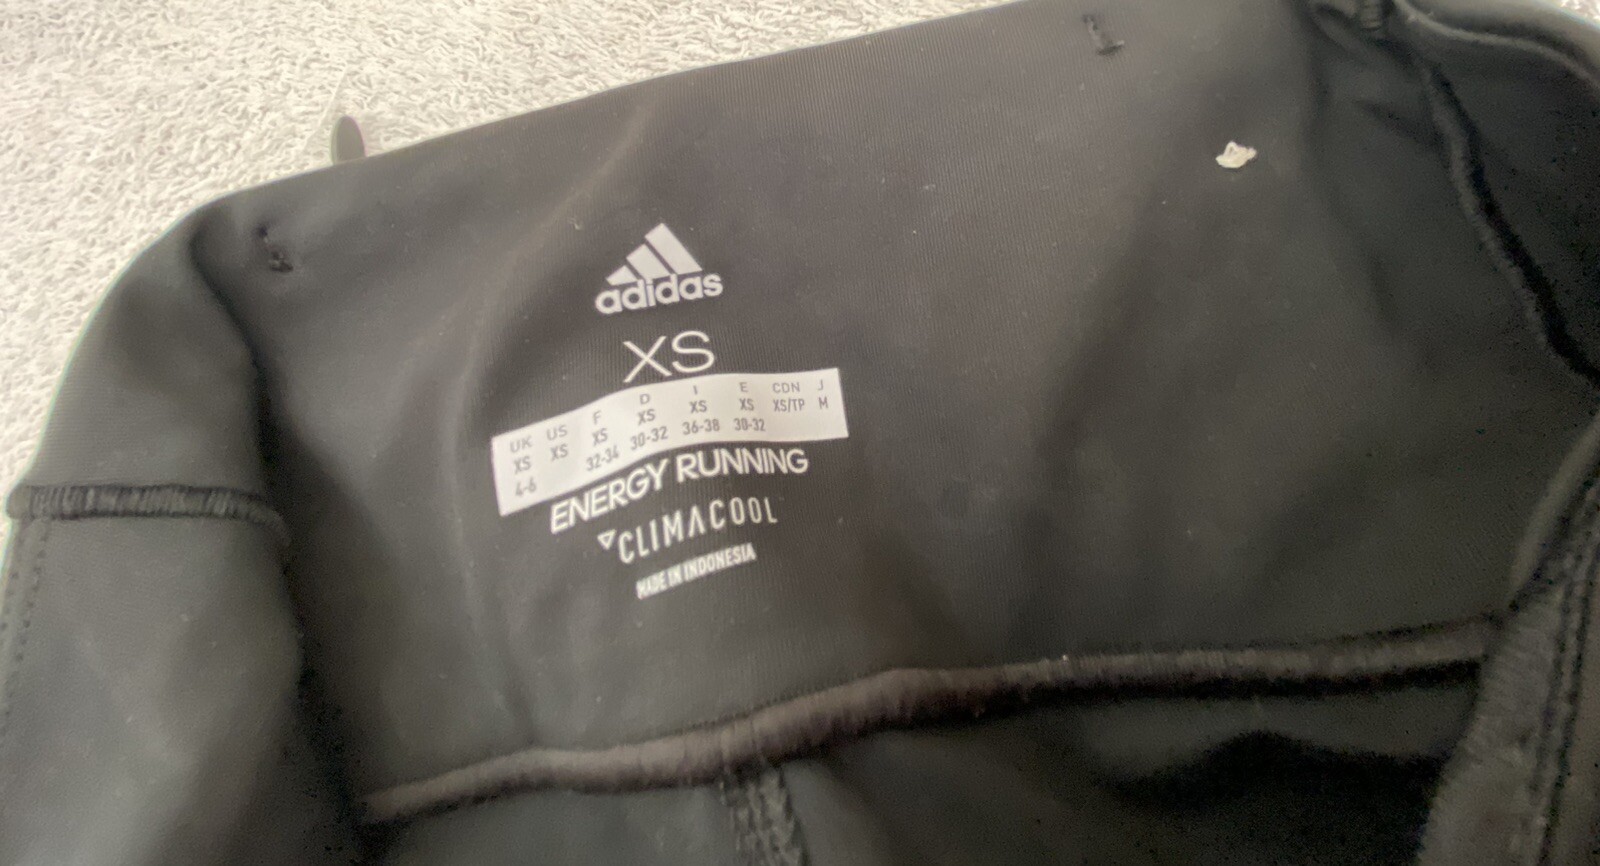 adidas
XS
UK US F D I E CDN J
XS XS XS XS XS XS XS/TP M
4-6 32-34 30-32 36-38 30-32
ENERGY RUNNING
CLIMACOOL
MADE IN INDONESIA